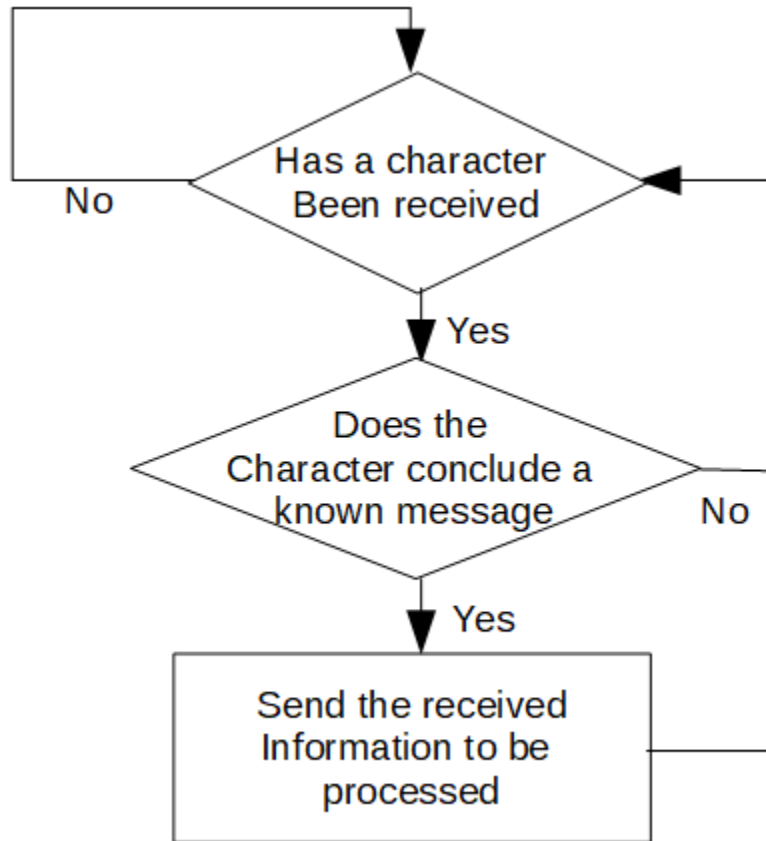 Has a character
Been received
No
Yes
Does the
Character conclude a
known message
No
Yes
Send the received
Information to be
processed